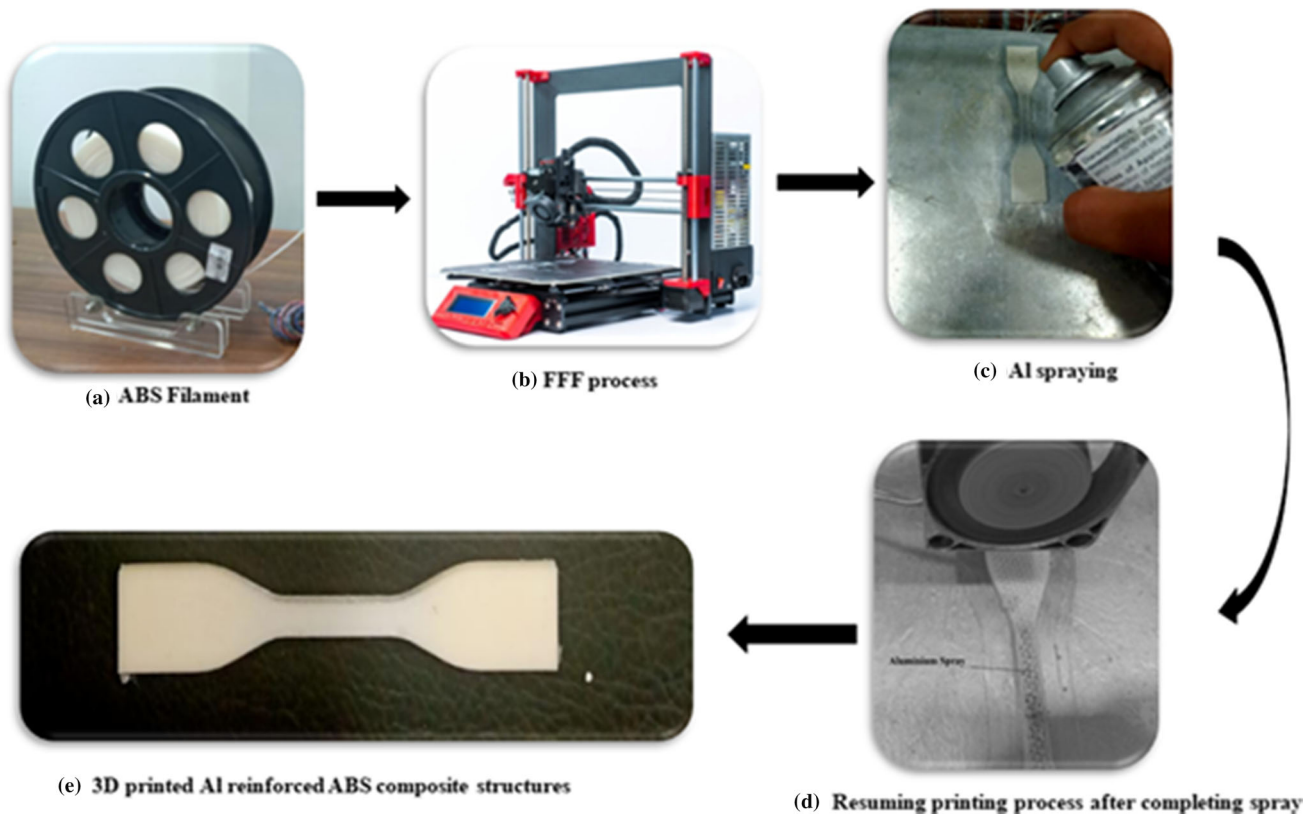 (a) ABS Filament
(b) FFF process
(c) Al spraying
Aluminium Spray
(d) Resuming printing process after completing spray
(e) 3D printed Al reinforced ABS composite structures